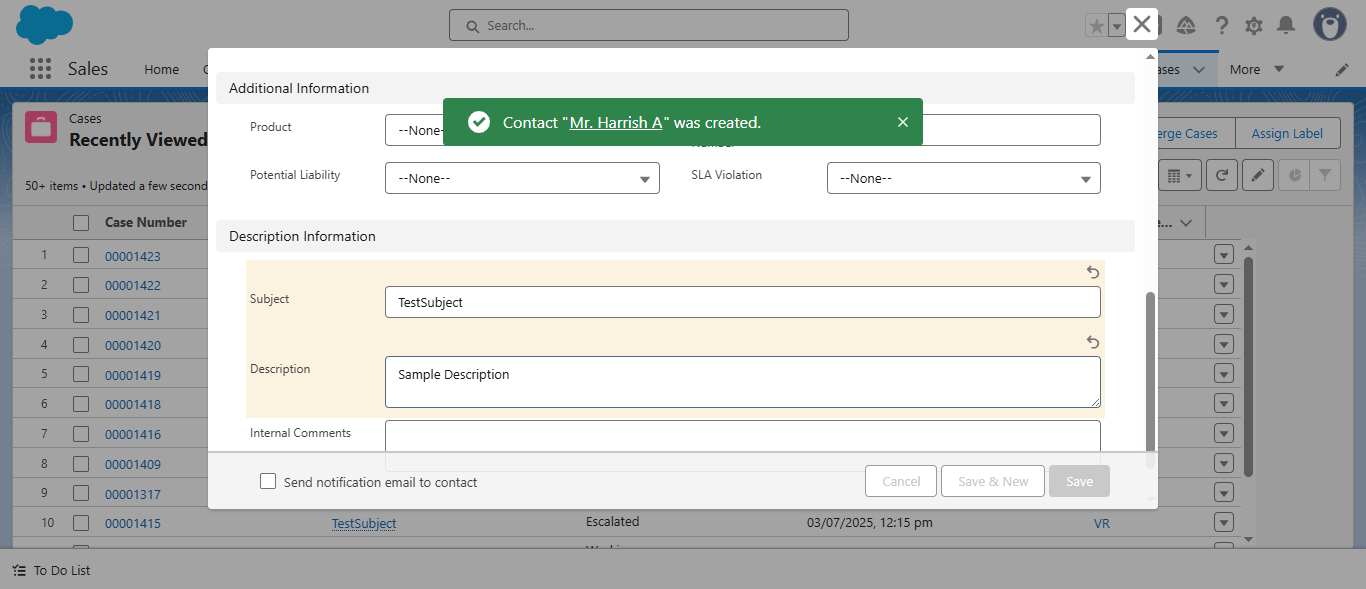 Search...
Sales
Home
ases
More
Cases
Recently Viewed
50+ items • Updated a few second
erge Cases
Assign Label
Case Number
e...
Additional Information
Product
--None-
Number
Contact "Mr. Harrish A" was created.
Potential Liability
--None--
SLA Violation
--None--
Description Information
Subject
TestSubject
Description
Sample Description
Internal Comments
Send notification email to contact
Cancel
Save & New
Save
1 00001423
2 00001422
3 00001421
4 00001420
5 00001419
6 00001418
7 00001416
8 00001409
9 00001317
10 00001415 TestSubject Escalated 03/07/2025, 12:15 pm VR
To Do List